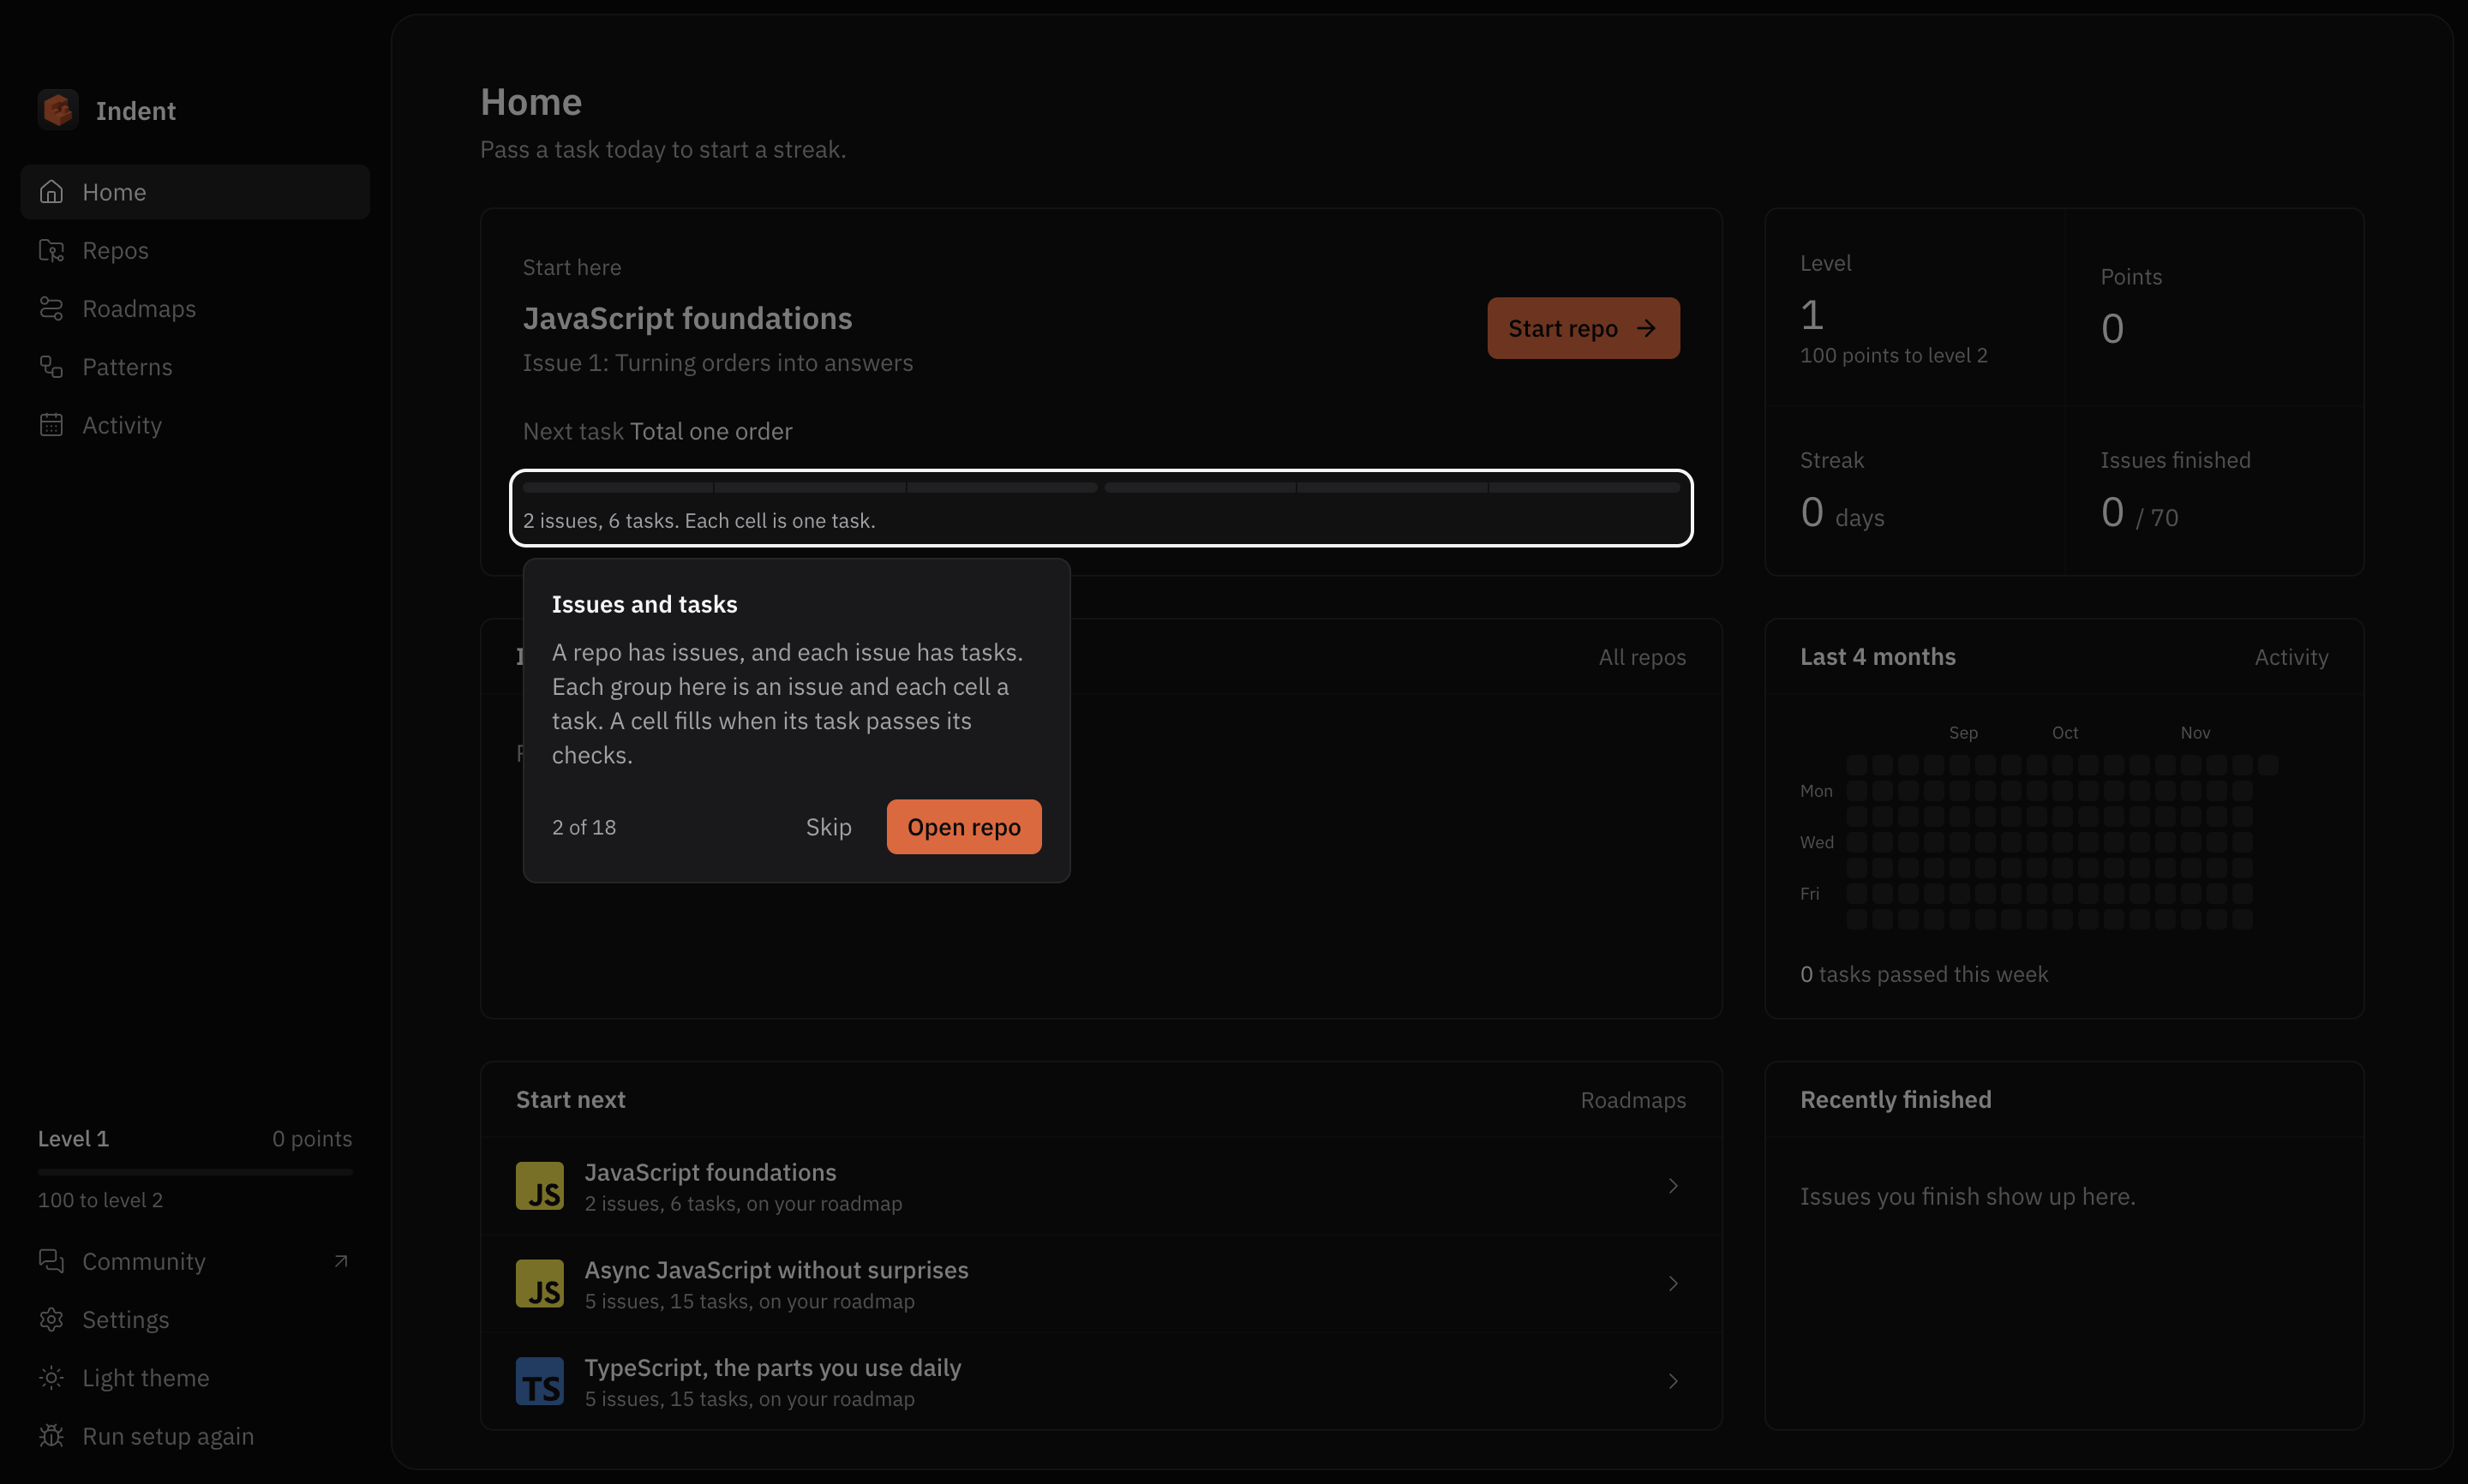 Indent
Home
Repos
Roadmaps
Patterns
Activity
Level 1
0 points
100 to level 2
Community
Settings
Light theme
Run setup again
Home
Pass a task today to start a streak.
Start here
JavaScript foundations
Issue 1: Turning orders into answers
Start repo
Next task Total one order
2 issues, 6 tasks. Each cell is one task.
Issues and tasks
A repo has issues, and each issue has tasks.
Each group here is an issue and each cell a
task. A cell fills when its task passes its
checks.
2 of 18
Skip
Open repo
Level
1
100 points to level 2
Points
0
Streak
0 days
Issues finished
0 / 70
All repos
Last 4 months
Activity
Sep
Oct
Nov
Mon
Wed
Fri
0 tasks passed this week
Start next
Roadmaps
JS
JavaScript foundations
2 issues, 6 tasks, on your roadmap
JS
Async JavaScript without surprises
5 issues, 15 tasks, on your roadmap
TS
TypeScript, the parts you use daily
5 issues, 15 tasks, on your roadmap
Recently finished
Issues you finish show up here.